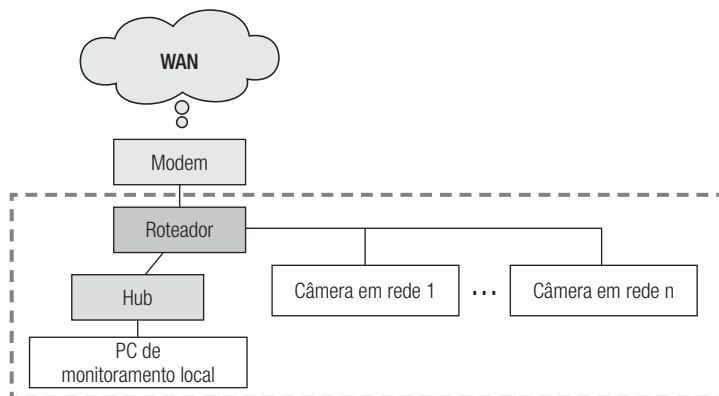 WAN
Modem
Roteador
Câmera em rede 1
...
Câmera em rede n
Hub
PC de
monitoramento local